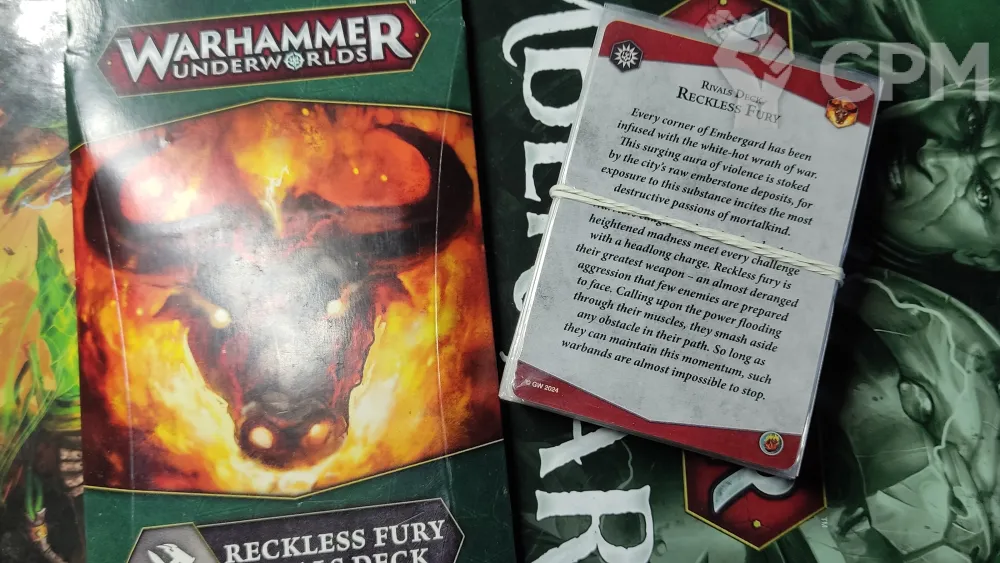 WARHAMMER
UNDERWORLDS
RECKLESS FURY
RIVALS DECK
RIVALS DECK
RECKLESS FURY
Every corner of Embergard has been
infused with the white-hot wrath of war.
This surging aura of violence is stoked
by the city's raw emberstone deposits, for
exposure to this substance incites the most
destructive passions of mortalkind.
heightened madness meet every challenge
with a headlong charge. Reckless fury is
their greatest weapon – an almost deranged
aggression that few enemies are prepared
to face. Calling upon the power flooding
through their muscles, they smash aside
any obstacle in their path. So long as
they can maintain this momentum, such
warbands are almost impossible to stop.
© GW 2024
CPM